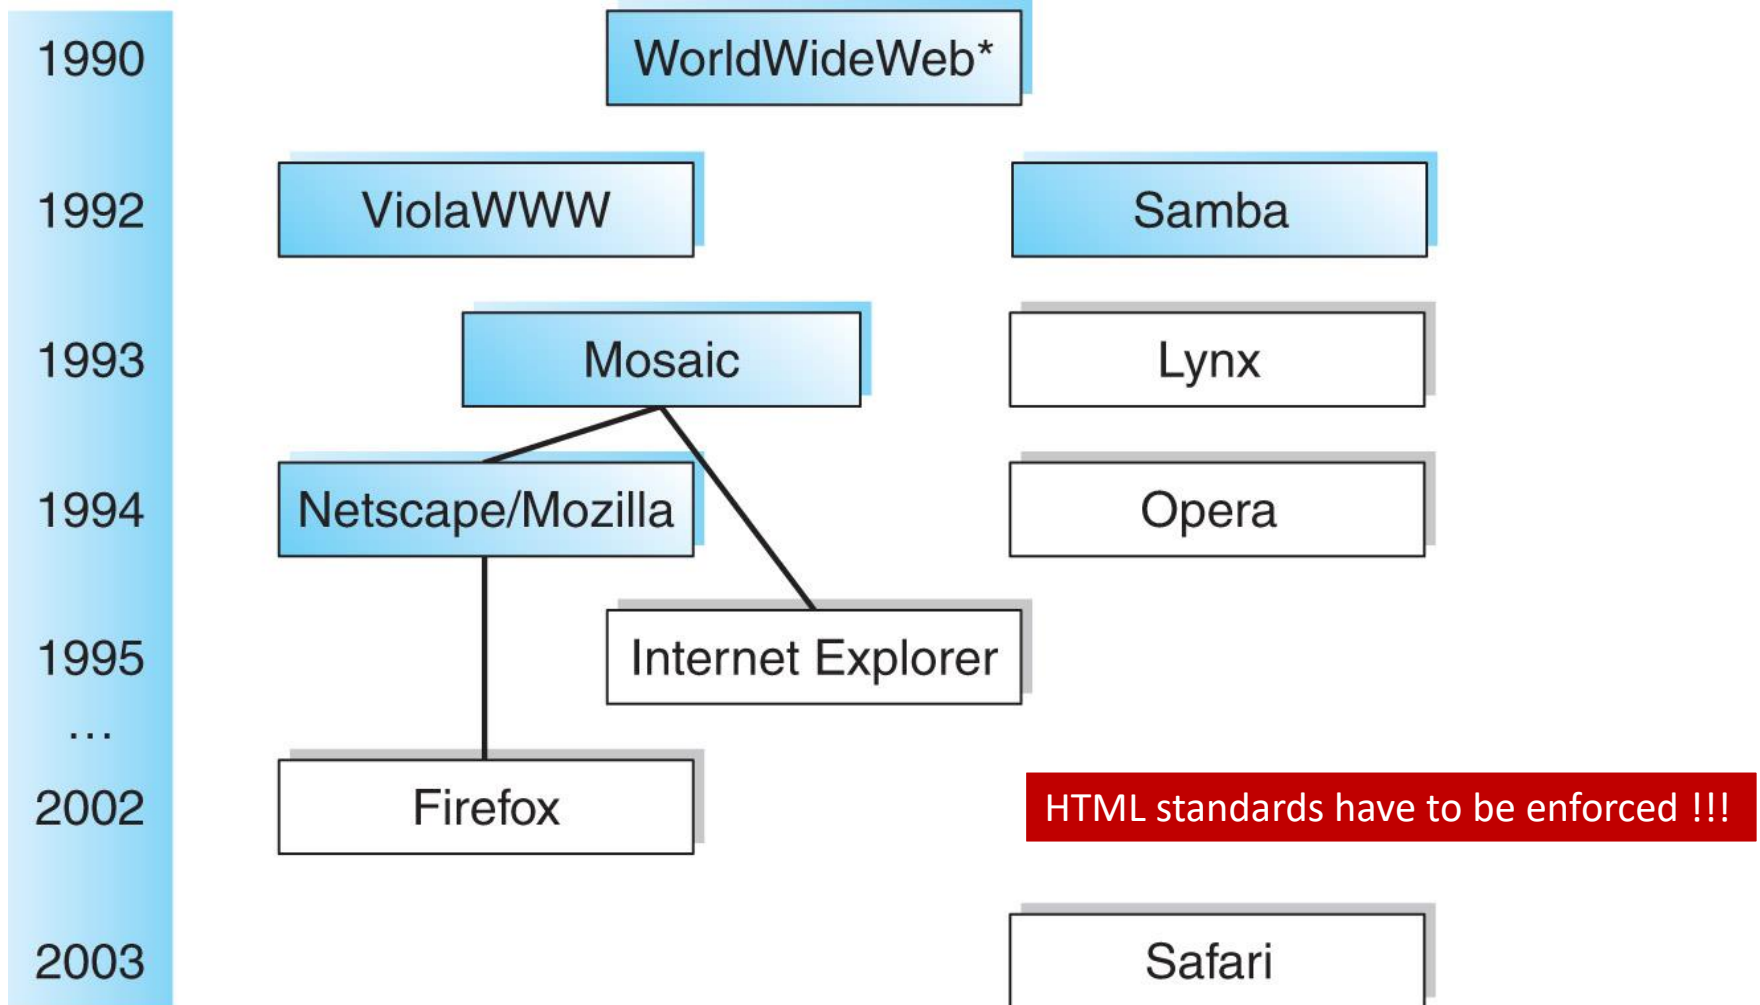 1990
WorldWideWeb*
1992
ViolaWWW
Samba
1993
Mosaic
Lynx
1994
Netscape/Mozilla
Opera
1995
Internet Explorer
...
2002
Firefox
HTML standards have to be enforced !!!
2003
Safari